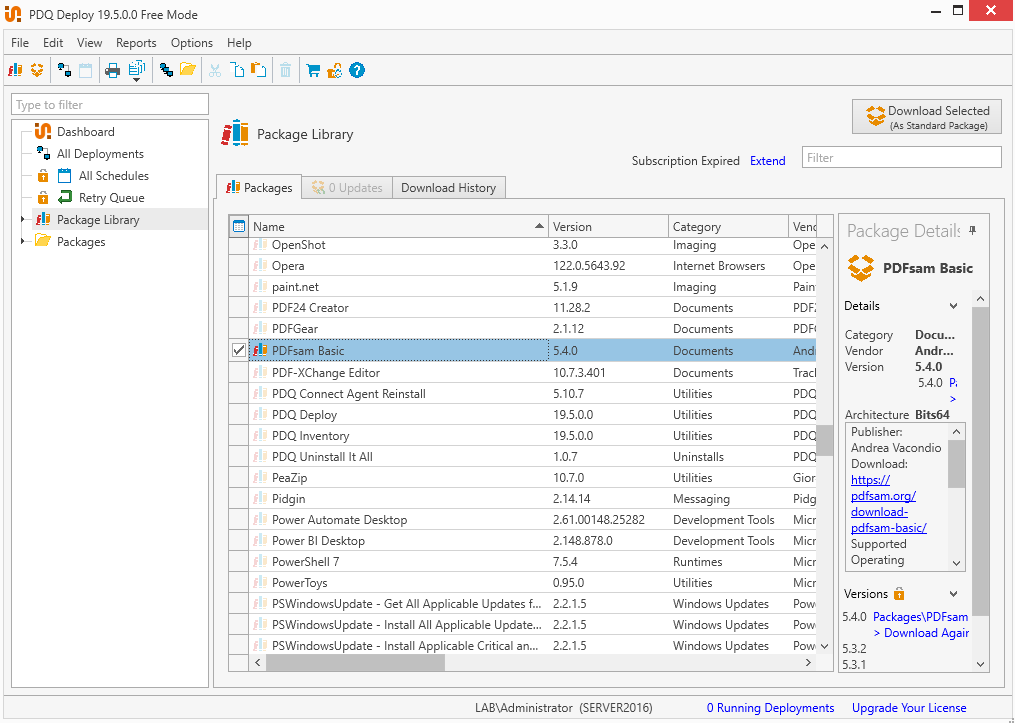 PDQ Deploy 19.5.0.0 Free Mode
File Edit View Reports Options Help
Type to filter
Dashboard
All Deployments
All Schedules
Retry Queue
Package Library
Packages
Package Library
Download Selected
(As Standard Package)
Subscription Expired Extend
Filter
Packages 0 Updates Download History
Name Version Category Vend
OpenShot 3.3.0 Imaging Ope
Opera 122.0.5643.92 Internet Browsers Ope
paint.net 5.1.9 Imaging Pain
PDF24 Creator 11.28.2 Documents PDF2
PDFGear 2.1.12 Documents PDFG
PDFsam Basic 5.4.0 Documents Andr
PDF-XChange Editor 10.7.3.401 Documents Trac
PDQ Connect Agent Reinstall 5.10.7 Utilities PDQ
PDQ Deploy 19.5.0.0 Utilities PDQ
PDQ Inventory 19.5.0.0 Utilities PDQ
PDQ Uninstall It All 1.0.7 Uninstalls PDQ
PeaZip 10.7.0 Utilities Gior
Pidgin 2.14.14 Messaging Pidg
Power Automate Desktop 2.61.00148.25282 Development Tools Micr
Power BI Desktop 2.148.878.0 Development Tools Micr
PowerShell 7 7.5.4 Runtimes Micr
PowerToys 0.95.0 Utilities Micr
PSWindowsUpdate - Get All Applicable Updates f... 2.2.1.5 Windows Updates Pow
PSWindowsUpdate - Install All Applicable Update... 2.2.1.5 Windows Updates Pow
PSWindowsUpdate - Install Applicable Critical an... 2.2.1.5 Windows Updates Pow
Package Details
PDFsam Basic
Details
Category Docu...
Vendor Andr...
Version 5.4.0
5.4.0 Pa
>
Architecture Bits64
Publisher:
Andrea Vacondio
Download:
https://
pdfsam.org/
download-
pdfsam-basic/
Supported
Operating
Versions
5.4.0 Packages\PDFsam
> Download Again
5.3.2
5.3.1
LAB\Administrator (SERVER2016) 0 Running Deployments Upgrade Your License